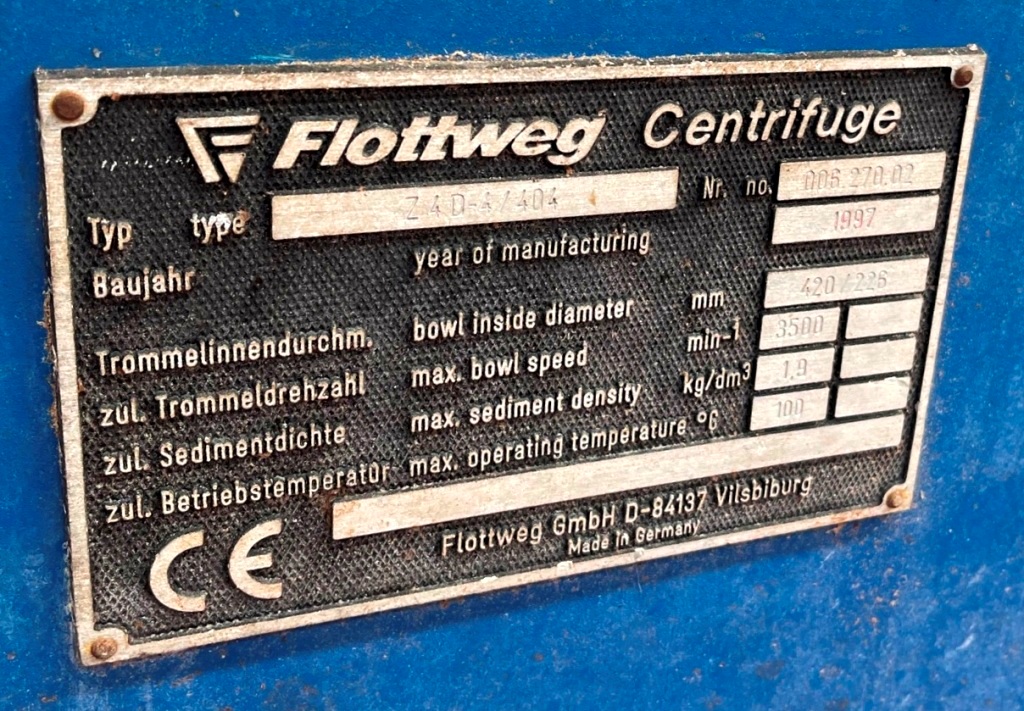 Flottweg Centrifuge
Typ type Z 4 D-4/404 Nr. no. 006.270.02
Baujahr year of manufacturing 1997
Trommelinnendurchm. bowl inside diameter mm 420/226
zul. Trommeldrehzahl max. bowl speed min-1 3500
zul. Sedimentdichte max. sediment density kg/dm³ 1,9
zul. Betriebstemperatür max. operating temperature °C 100
CE
Flottweg GmbH D-84137 Vilsbiburg
Made in Germany